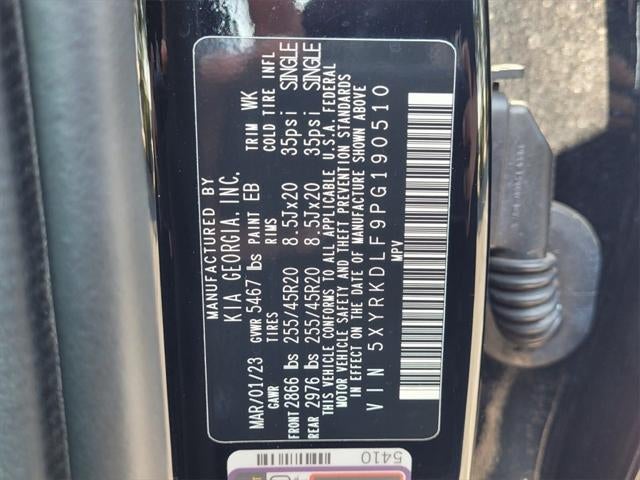 MANUFACTURED BY
KIA GEORGIA, INC.
MAR/01/23 GVWR 5467 lbs PAINT EB TRIM WK
GAWR TIRES RIMS COLD TIRE INFL
FRONT 2866 lbs 255/45R20 8.5Jx20 35psi SINGLE
REAR 2976 lbs 255/45R20 8.5Jx20 35psi SINGLE
THIS VEHICLE CONFORMS TO ALL APPLICABLE U.S.A. FEDERAL
MOTOR VEHICLE SAFETY AND THEFT PREVENTION STANDARDS
IN EFFECT ON THE DATE OF MANUFACTURE SHOWN ABOVE
VIN 5XYRKDLF9PG190510
MPV
5410